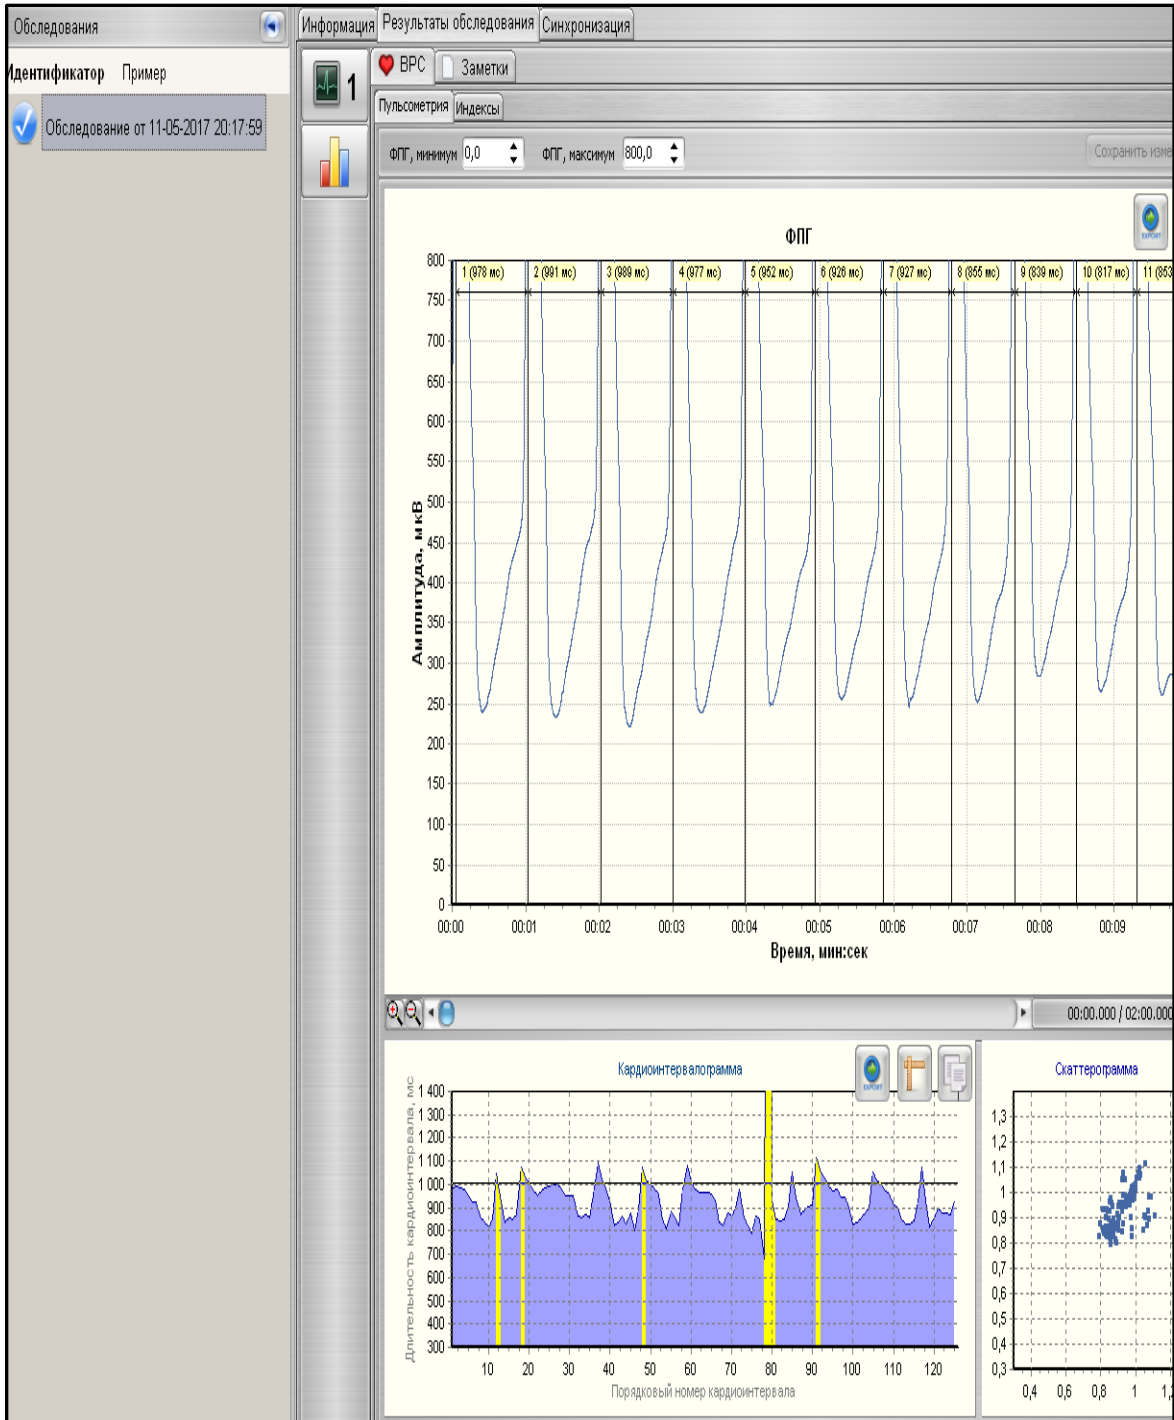 Обследования
Информация Результаты обследования Синхронизация
Идентификатор Пример
Обследование от 11-05-2017 20:17:59
1
ВРС Заметки
Пульсометрия Индексы
ФПГ, минимум 0,0 ФПГ, максимум 800,0 Сохранить изме
EXPORT
ФПГ
1 (978 мс) 2 (991 мс) 3 (989 мс) 4 (977 мс) 5 (952 мс) 6 (926 мс) 7 (927 мс) 8 (855 мс) 9 (839 мс) 10 (817 мс) 11 (853
800
750
700
650
600
550
500
450
400
350
300
250
200
150
100
50
0
Амплитуда, мкВ
00:00 00:01 00:02 00:03 00:04 00:05 00:06 00:07 00:08 00:09
Время, мин:сек
00:00.000 / 02:00.000
Кардиоинтервалограмма
EXPORT
Длительность кардиоинтервала, мс
1 400
1 300
1 200
1 100
1 000
900
800
700
600
500
400
300
10 20 30 40 50 60 70 80 90 100 110 120
Порядковый номер кардиоинтервала
Скаттерограмма
1,3
1,2
1,1
1
0,9
0,8
0,7
0,6
0,5
0,4
0,3
0,4 0,6 0,8 1 1,